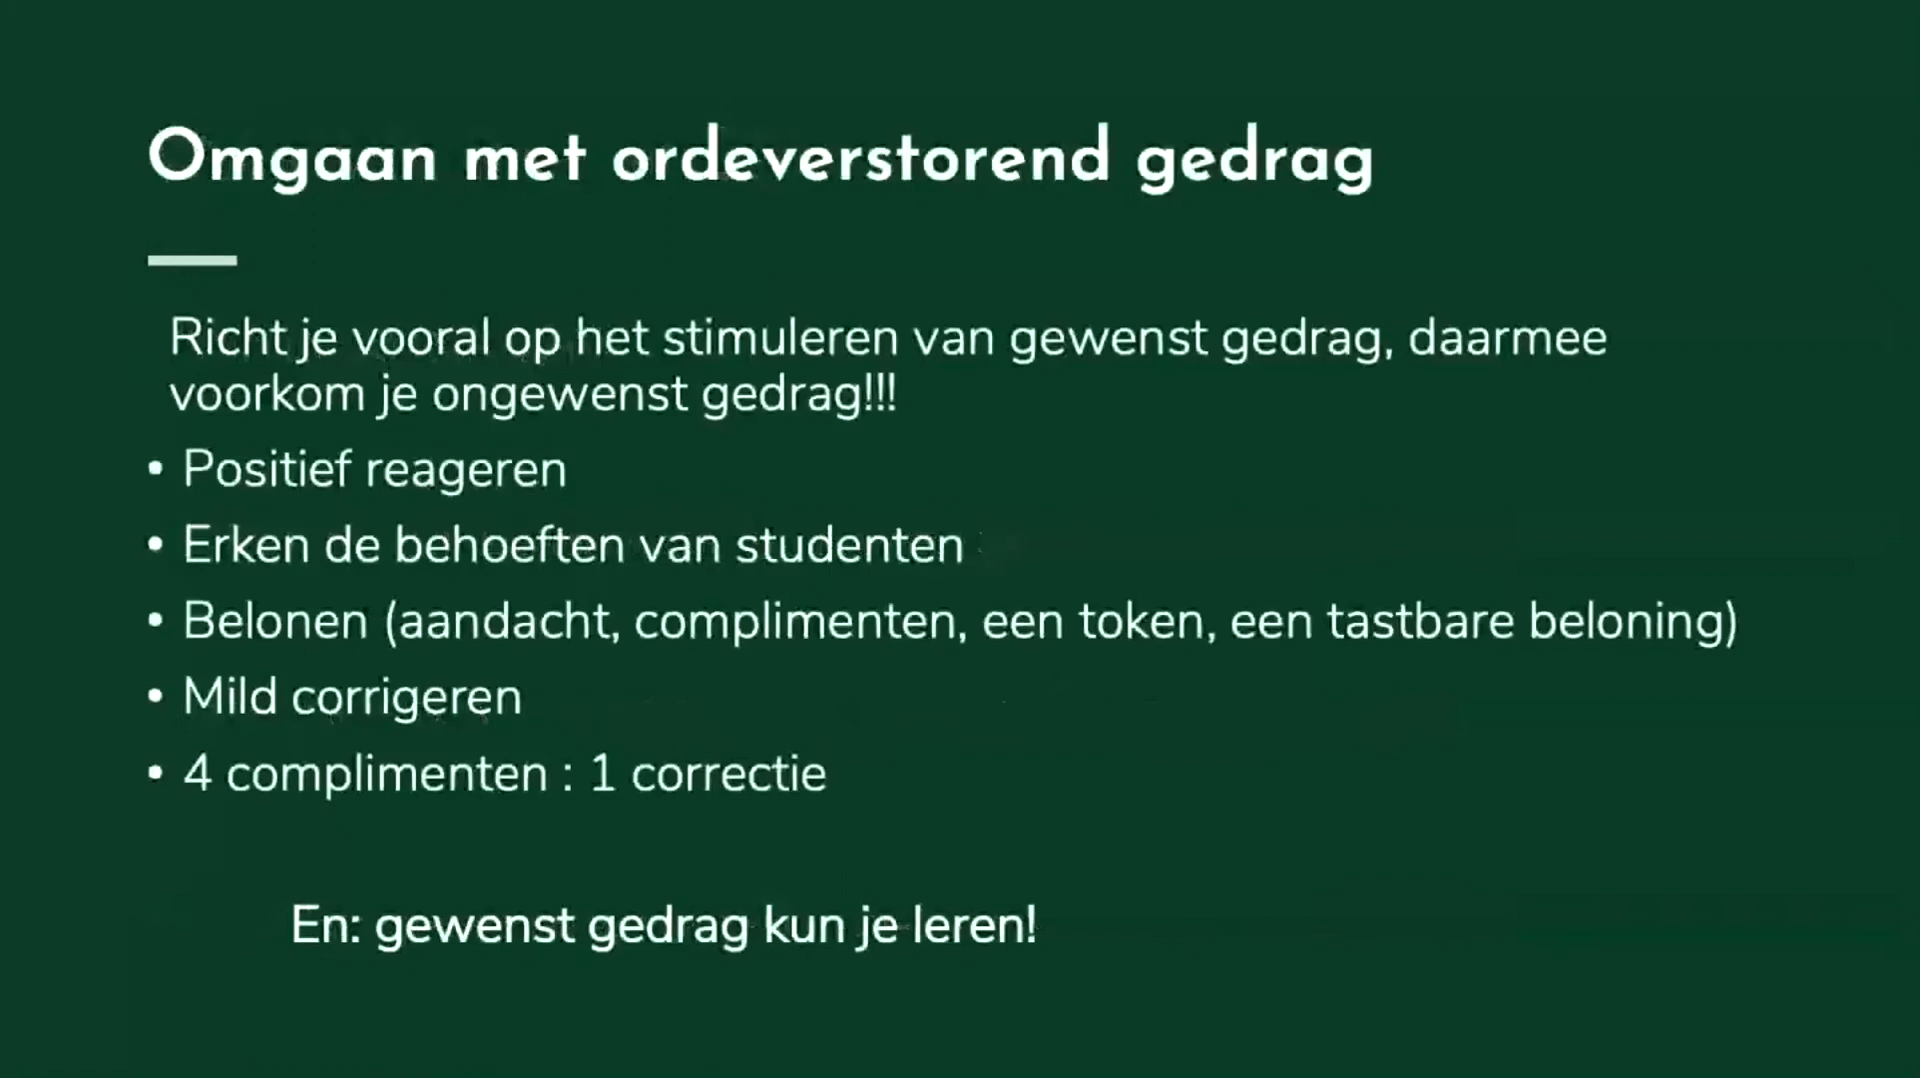 Omgaan met ordeverstorend gedrag
Richt je vooral op het stimuleren van gewenst gedrag, daarmee
voorkom je ongewenst gedrag!!!
• Positief reageren
• Erken de behoeften van studenten
• Belonen (aandacht, complimenten, een token, een tastbare beloning)
• Mild corrigeren
• 4 complimenten : 1 correctie
En: gewenst gedrag kun je leren!